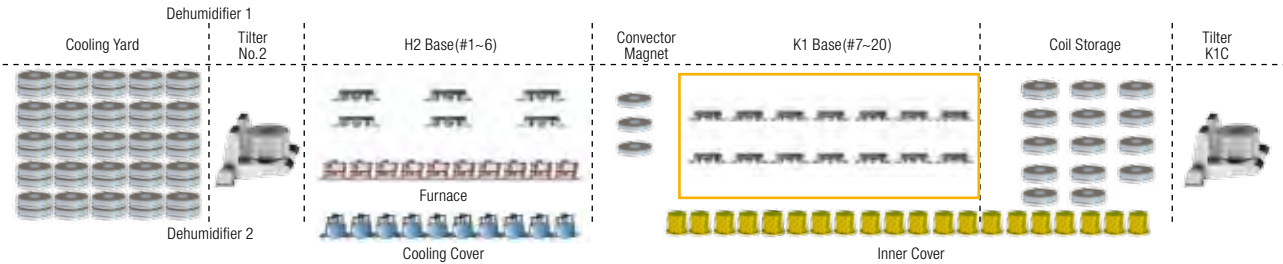 Dehumidifier 1
Cooling Yard
Tilter
No.2
H2 Base(#1~6)
Convector
Magnet
K1 Base(#7~20)
Coil Storage
Tilter
K1C
Furnace
Dehumidifier 2
Cooling Cover
Inner Cover